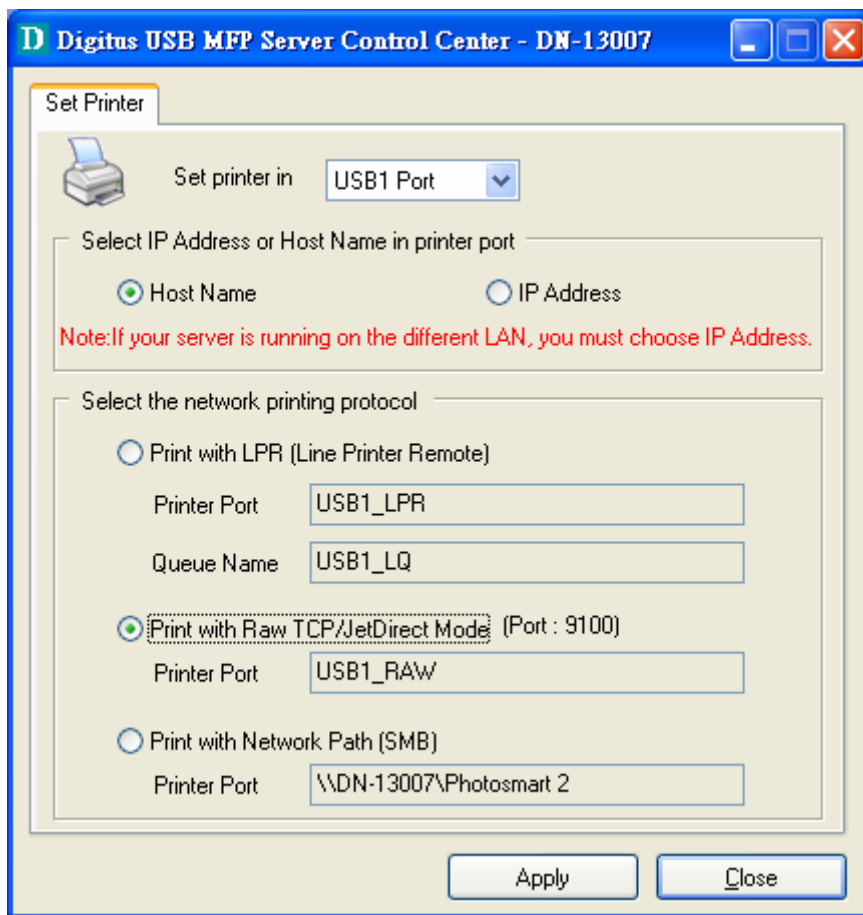 D Digitus USB MFP Server Control Center - DN-13007
Set Printer
Set printer in USB1 Port
Select IP Address or Host Name in printer port
Host Name IP Address
Note:If your server is running on the different LAN, you must choose IP Address.
Select the network printing protocol
Print with LPR (Line Printer Remote)
Printer Port USB1_LPR
Queue Name USB1_LQ
Print with Raw TCP/JetDirect Mode (Port : 9100)
Printer Port USB1_RAW
Print with Network Path (SMB)
Printer Port \\DN-13007\Photosmart 2
Apply Close